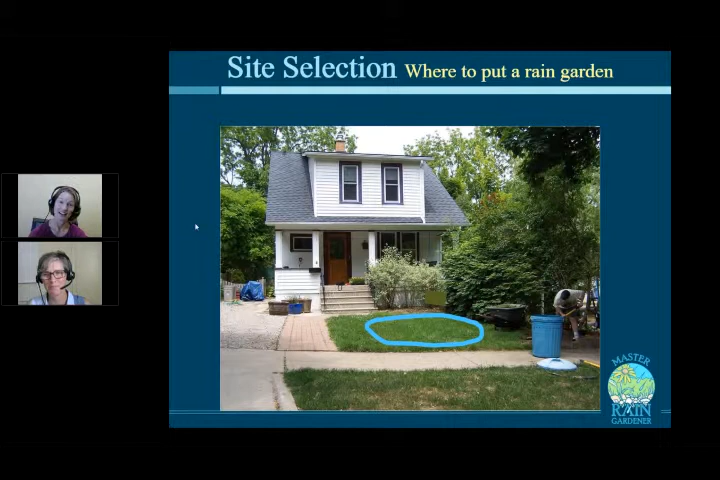 Site Selection Where to put a rain garden
MASTER
RAIN
GARDENER